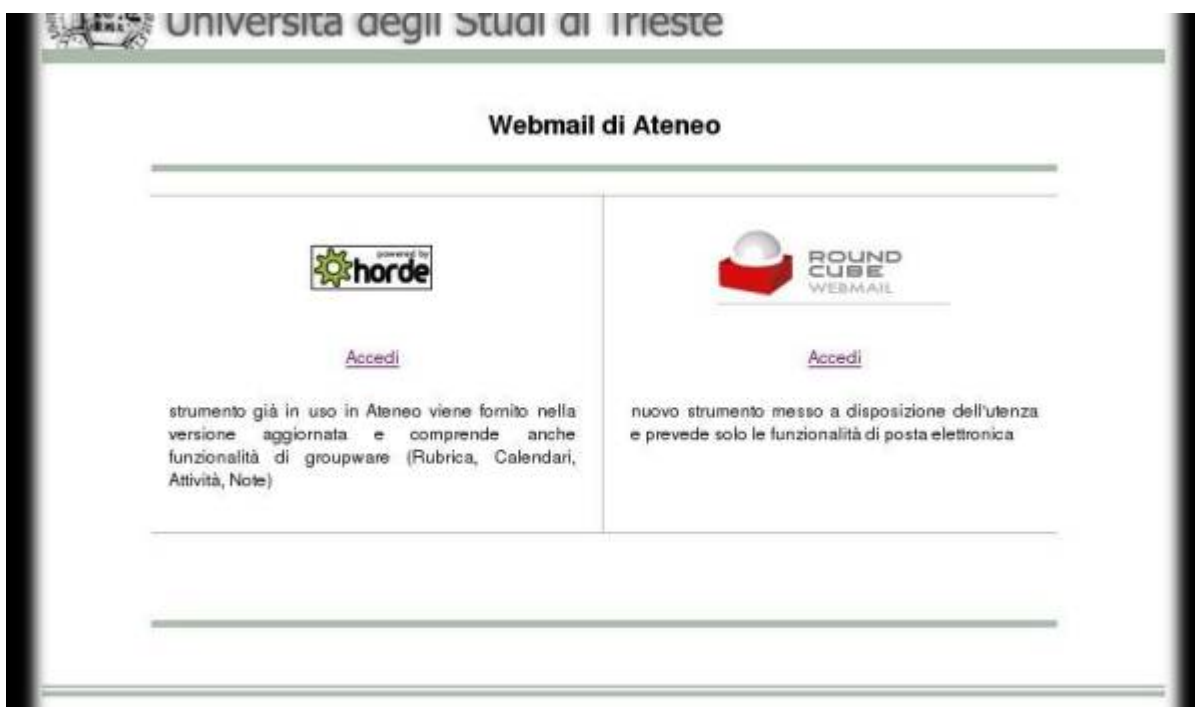 Università degli Studi di Trieste
Webmail di Ateneo
powered by
horde
Accedi
strumento già in uso in Ateneo viene fornito nella
versione aggiornata e comprende anche
funzionalità di groupware (Rubrica, Calendari,
Attività, Note)
ROUND
CUBE
WEBMAIL
Accedi
nuovo strumento messo a disposizione dell'utenza
e prevede solo le funzionalità di posta elettronica